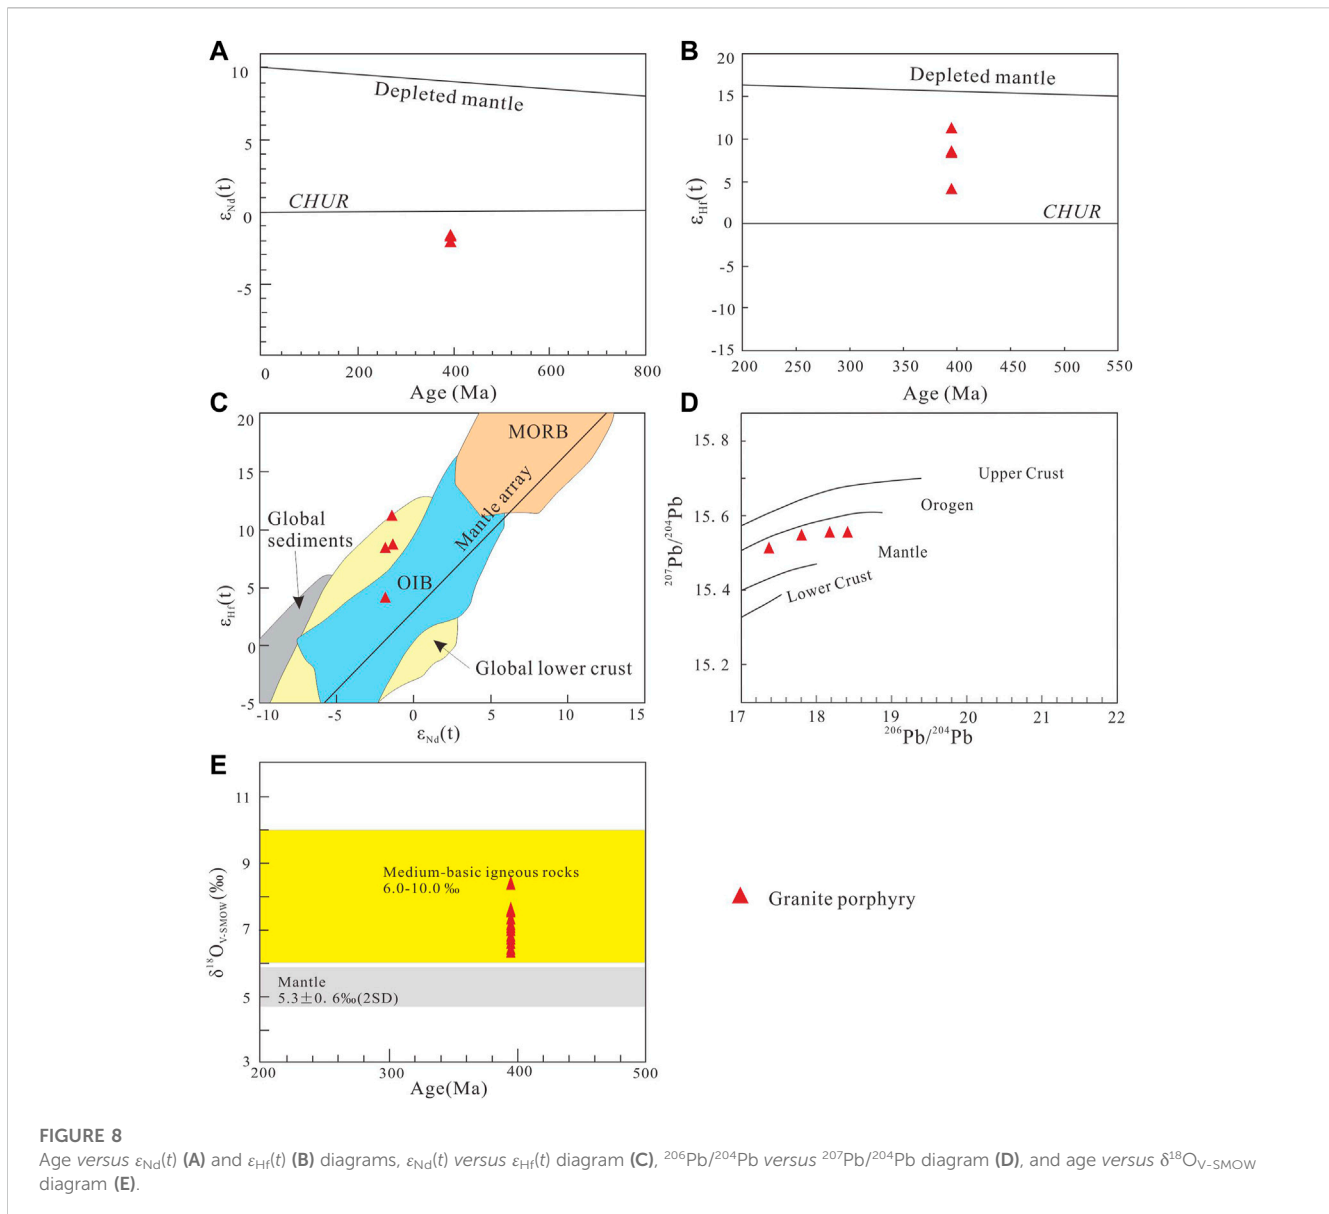 A
10
5
0
-5
εNd(t)
Depleted mantle
CHUR
0
200
400
600
800
Age (Ma)
B
20
15
10
5
0
-5
-10
-15
εHf(t)
Depleted mantle
CHUR
200
250
300
350
400
450
500
550
Age (Ma)
C
20
15
10
5
0
-5
εHf(t)
MORB
Mantle array
Global
sediments
OIB
Global lower crust
-10
-5
0
5
10
15
εNd(t)
D
15.8
15.6
15.4
15.2
²⁰⁷Pb/²⁰⁴Pb
Upper Crust
Orogen
Mantle
Lower Crust
17
18
19
20
21
22
²⁰⁶Pb/²⁰⁴Pb
E
11
9
7
5
3
δ¹⁸OV-SMOW(‰)
Medium-basic igneous rocks
6.0-10.0 ‰
Mantle
5.3±0. 6‰(2SD)
200
300
400
500
Age(Ma)
Granite porphyry
FIGURE 8
Age versus εNd(t) (A) and εHf(t) (B) diagrams, εNd(t) versus εHf(t) diagram (C), ²⁰⁶Pb/²⁰⁴Pb versus ²⁰⁷Pb/²⁰⁴Pb diagram (D), and age versus δ¹⁸OV-SMOW
diagram (E).